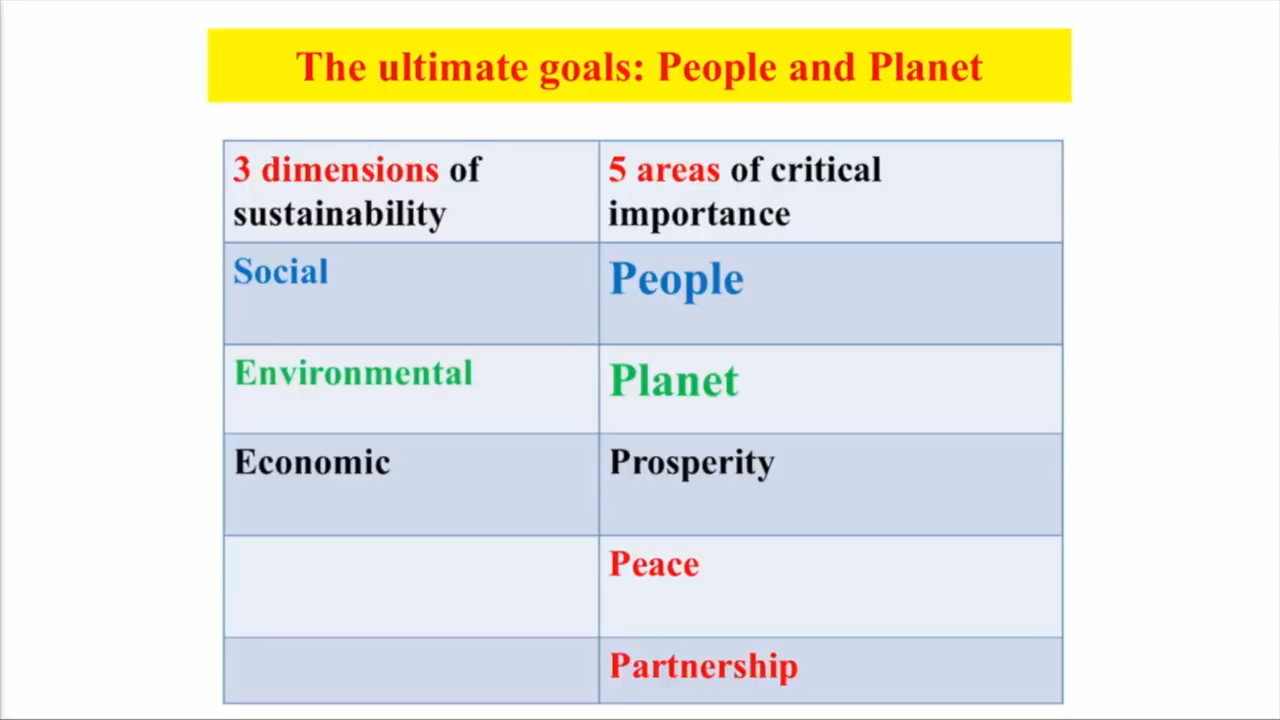 The ultimate goals: People and Planet
3 dimensions of
sustainability
5 areas of critical
importance
Social
People
Environmental
Planet
Economic
Prosperity
Peace
Partnership